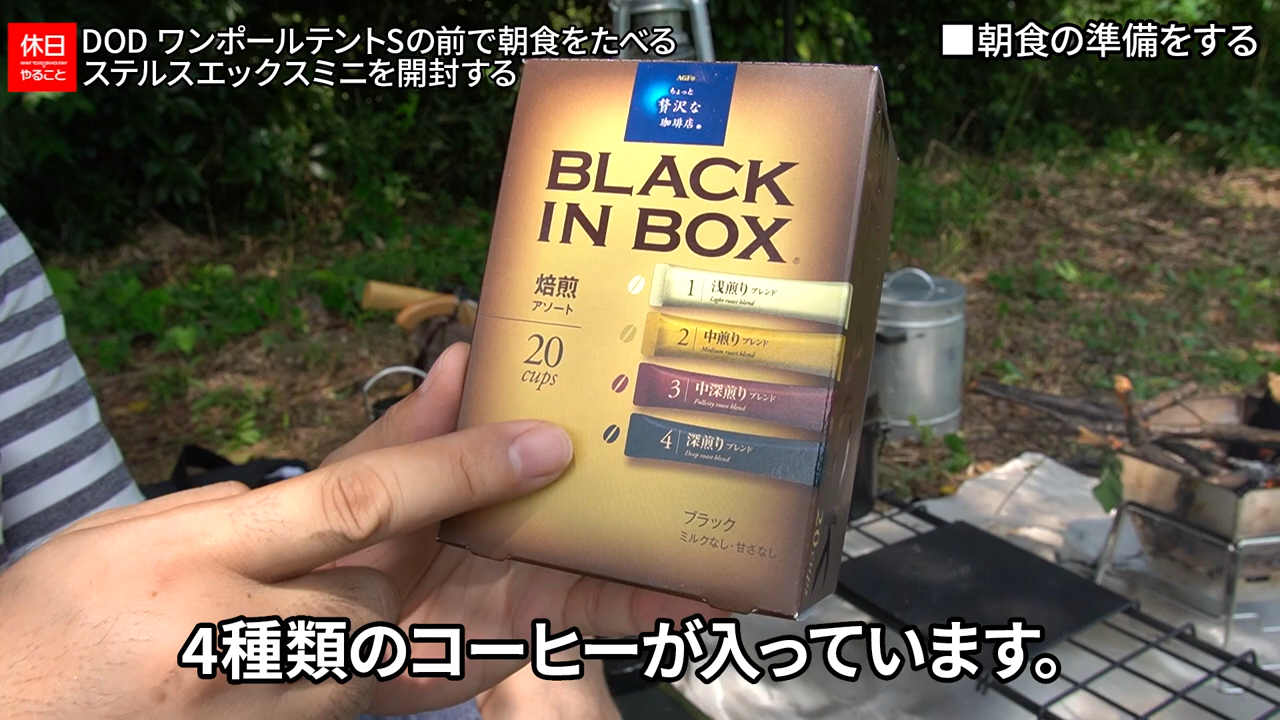 休日
やること
DOD ワンポールテントSの前で朝食をたべる
ステルスエックスミニを開封する
■朝食の準備をする
AGF®
ちょっと
贅沢な
珈琲店®
BLACK
IN BOX®
焙煎
アソート
20
cups
1 浅煎りブレンド
Light roast blend
2 中煎りブレンド
Medium roast blend
3 中深煎りブレンド
Fullcity roast blend
4 深煎りブレンド
Deep roast blend
ブラック
ミルクなし・甘さなし
4種類のコーヒーが入っています。